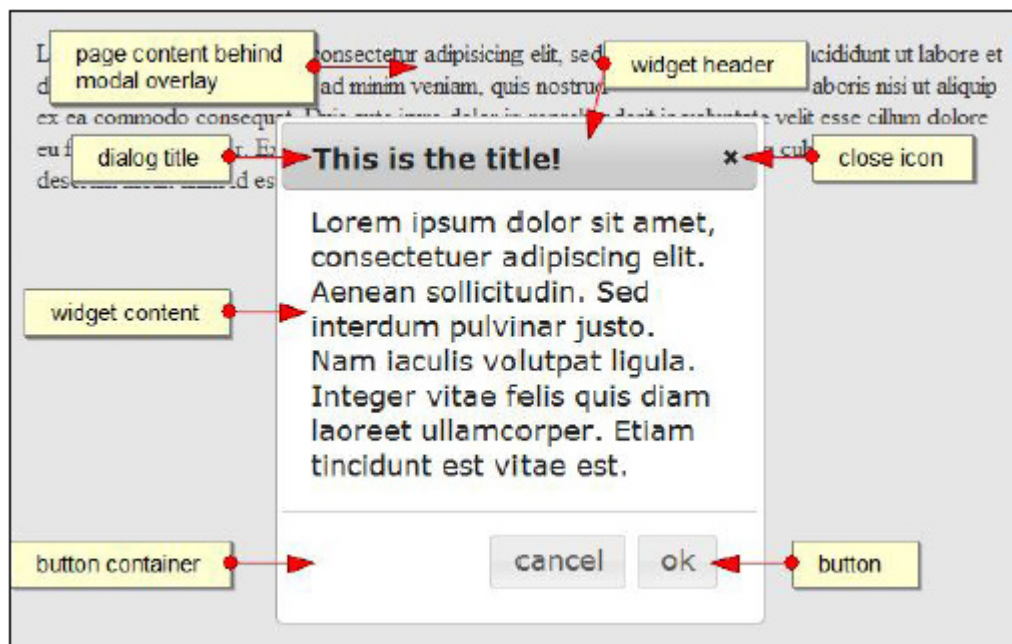 page content behind
modal overlay
consectetur adipisicing elit, sed
widget header
ut labore et
ad minim veniam, quis nostrud
nisi ut aliquip
ex ea commodo consequat.
velit esse cillum dolore
eu
dialog title
This is the title!
×
close icon
Lorem ipsum dolor sit amet,
consectetuer adipiscing elit.
Aenean sollicitudin. Sed
interdum pulvinar justo.
Nam iaculis volutpat ligula.
Integer vitae felis quis diam
laoreet ullamcorper. Etiam
tincidunt est vitae est.
widget content
button container
cancel
ok
button